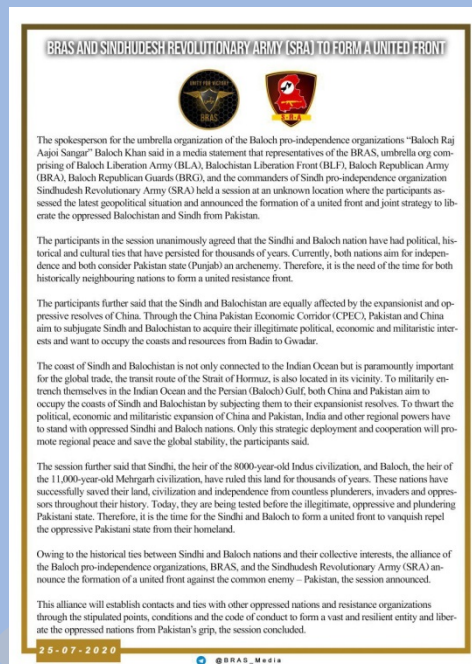 BRAS AND SINDHUDESH REVOLUTIONARY ARMY (SRA) TO FORM A UNITED FRONT
UNITY FOR VICTORY
BRAS
S.R.A
The spokesperson for the umbrella organization of the Baloch pro-independence organizations “Baloch Raj
Aajoi Sangar” Baloch Khan said in a media statement that representatives of the BRAS, umbrella org com-
prising of Baloch Liberation Army (BLA), Balochistan Liberation Front (BLF), Baloch Republican Army
(BRA), Baloch Republican Guards (BRG), and the commanders of Sindh pro-independence organization
Sindhudesh Revolutionary Army (SRA) held a session at an unknown location where the participants as-
sessed the latest geopolitical situation and announced the formation of a united front and joint strategy to lib-
erate the oppressed Balochistan and Sindh from Pakistan.
The participants in the session unanimously agreed that the Sindhi and Baloch nation have had political, his-
torical and cultural ties that have persisted for thousands of years. Currently, both nations aim for indepen-
dence and both consider Pakistan state (Punjab) an archenemy. Therefore, it is the need of the time for both
historically neighbouring nations to form a united resistance front.
The participants further said that the Sindh and Balochistan are equally affected by the expansionist and op-
pressive resolves of China. Through the China Pakistan Economic Corridor (CPEC), Pakistan and China
aim to subjugate Sindh and Balochistan to acquire their illegitimate political, economic and militaristic inter-
ests and want to occupy the coasts and resources from Badin to Gwadar.
The coast of Sindh and Balochistan is not only connected to the Indian Ocean but is paramountly important
for the global trade, the transit route of the Strait of Hormuz, is also located in its vicinity. To militarily en-
trench themselves in the Indian Ocean and the Persian (Baloch) Gulf, both China and Pakistan aim to
occupy the coasts of Sindh and Balochistan by subjecting them to their expansionist resolves. To thwart the
political, economic and militaristic expansion of China and Pakistan, India and other regional powers have
to stand with oppressed Sindhi and Baloch nations. Only this strategic deployment and cooperation will pro-
mote regional peace and save the global stability, the participants said.
The session further said that Sindhi, the heir of the 8000-year-old Indus civilization, and Baloch, the heir of
the 11,000-year-old Mehrgarh civilization, have ruled this land for thousands of years. These nations have
successfully saved their land, civilization and independence from countless plunderers, invaders and oppres-
sors throughout their history. Today, they are being tested before the illegitimate, oppressive and plundering
Pakistani state. Therefore, it is the time for the Sindhi and Baloch to form a united front to vanquish repel
the oppressive Pakistani state from their homeland.
Owing to the historical ties between Sindhi and Baloch nations and their collective interests, the alliance of
the Baloch pro-independence organizations, BRAS, and the Sindhudesh Revolutionary Army (SRA) an-
nounce the formation of a united front against the common enemy – Pakistan, the session announced.
This alliance will establish contacts and ties with other oppressed nations and resistance organizations
through the stipulated points, conditions and the code of conduct to form a vast and resilient entity and liber-
ate the oppressed nations from Pakistan's grip, the session concluded.
25-07-2020
@BRAS_Media